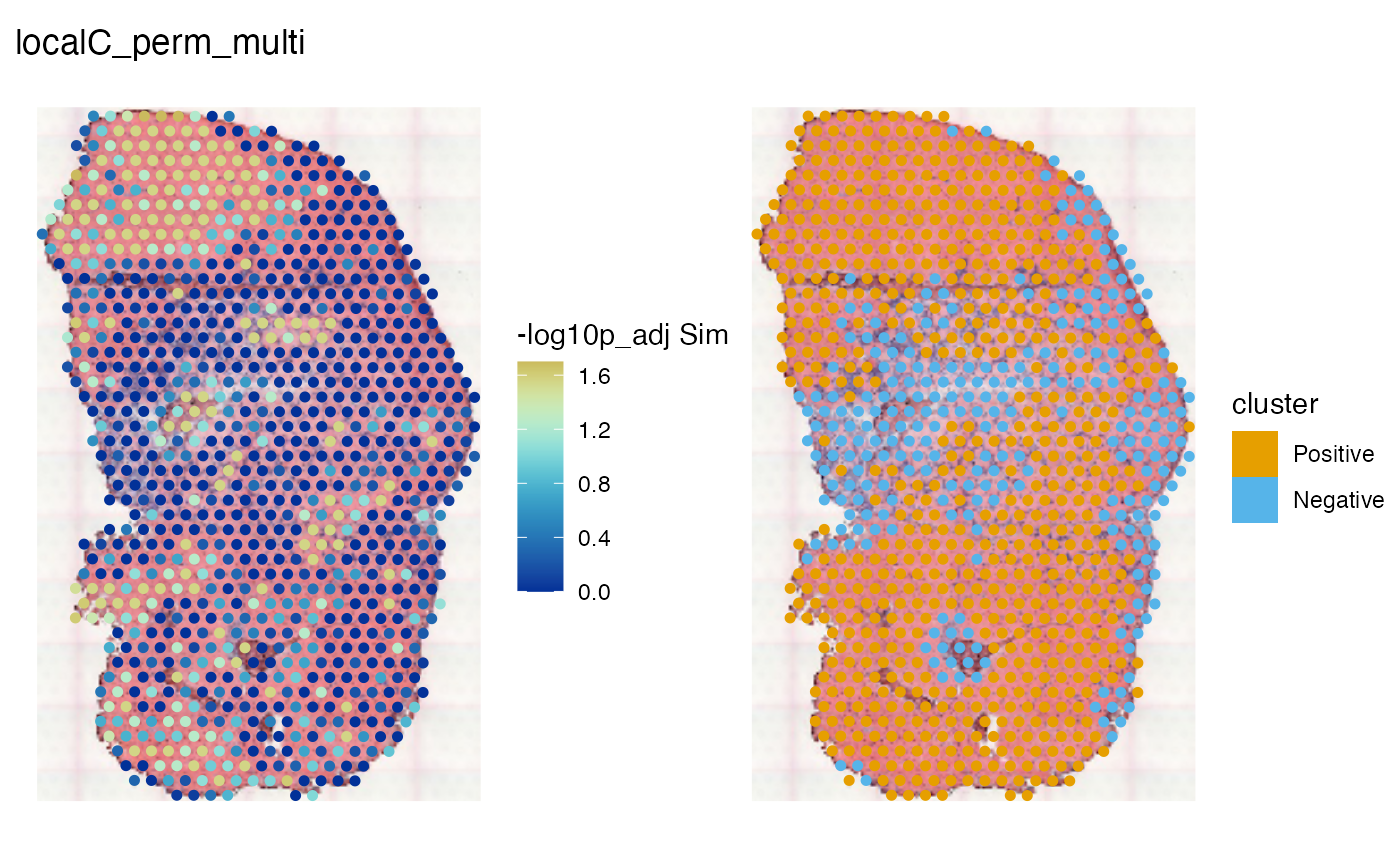 localC_perm_multi
-log10p_adj Sim
1.6
1.2
0.8
0.4
0.0
cluster
Positive
Negative